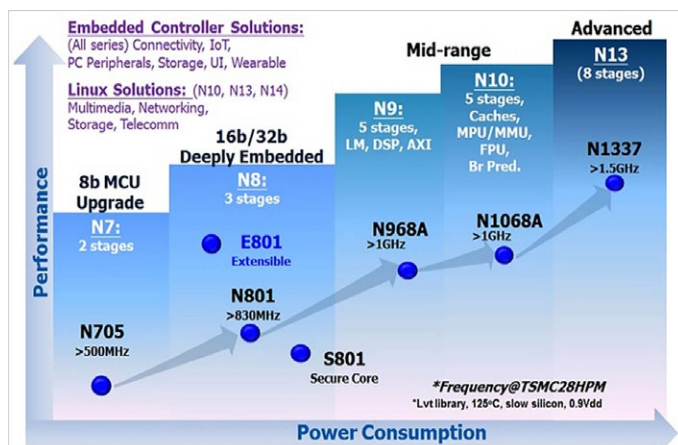 Embedded Controller Solutions:
(All series) Connectivity, IoT,
PC Peripherals, Storage, UI, Wearable
Linux Solutions: (N10, N13, N14)
Multimedia, Networking,
Storage, Telecomm
8b MCU
Upgrade
N7:
2 stages
N705
>500MHz
16b/32b
Deeply Embedded
N8:
3 stages
E801
Extensible
N801
>830MHz
S801
Secure Core
Mid-range
N9:
5 stages,
LM, DSP, AXI
N968A
>1GHz
N10:
5 stages,
Caches,
MPU/MMU,
FPU,
Br Pred.
N1068A
>1GHz
Advanced
N13
(8 stages)
N1337
>1.5GHz
*Frequency@TSMC28HPM
*Lvt library, 125°C, slow silicon, 0.9Vdd
Performance
Power Consumption